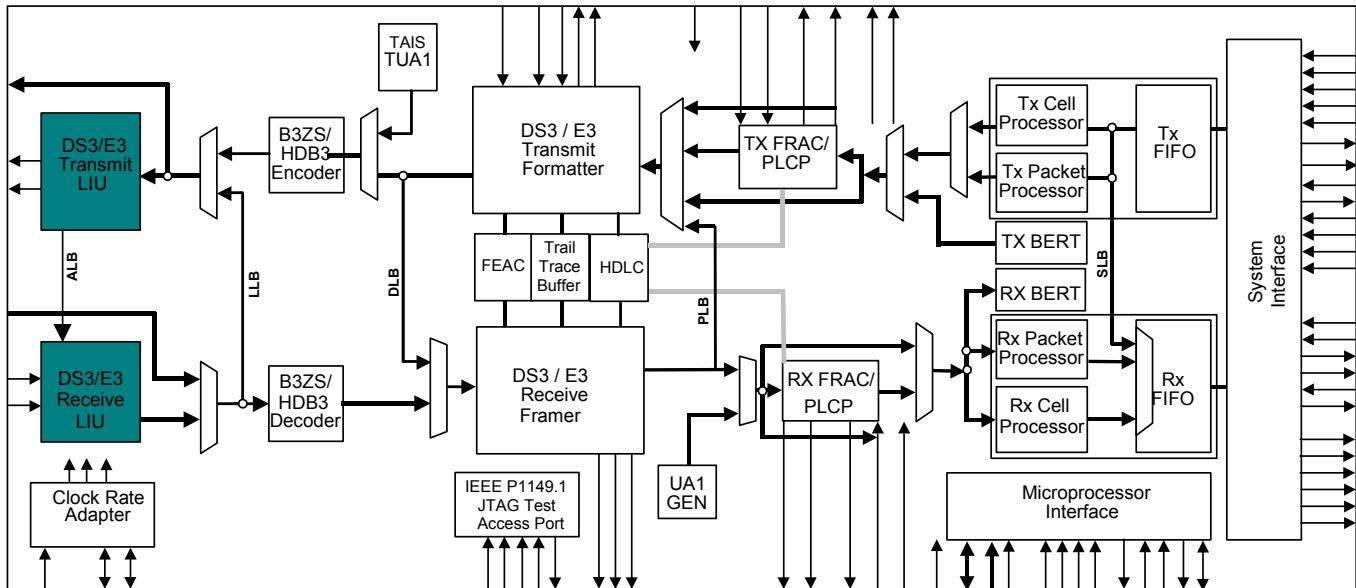 TAIS
TUA1
DS3/E3
Transmit
LIU
B3ZS/
HDB3
Encoder
DS3 / E3
Transmit
Formatter
TX FRAC/
PLCP
Tx Cell
Processor
Tx
FIFO
Tx Packet
Processor
TX BERT
RX BERT
System
Interface
ALB
LLB
DLB
FEAC
Trail
Trace
Buffer
HDLC
PLB
SLB
DS3/E3
Receive
LIU
B3ZS/
HDB3
Decoder
DS3 / E3
Receive
Framer
RX FRAC/
PLCP
Rx Packet
Processor
Rx Cell
Processor
Rx
FIFO
UA1
GEN
Clock Rate
Adapter
IEEE P1149.1
JTAG Test
Access Port
Microprocessor
Interface